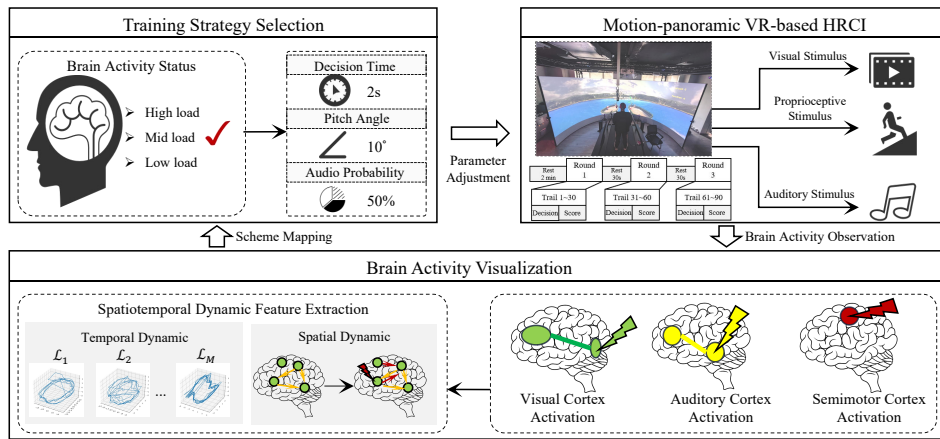 Training Strategy Selection
Brain Activity Status
High load
Mid load
Low load
Decision Time
2s
Pitch Angle
10°
Audio Probability
50%
Parameter
Adjustment
Motion-panoramic VR-based HRCI
Visual Stimulus
Proprioceptive
Stimulus
Auditory Stimulus
Rest
2 min
Round
1
Rest
30s
Round
2
Rest
30s
Round
3
Trail 1~30
Trail 31~60
Trail 61~90
Decision
Score
Decision
Score
Decision
Score
Scheme Mapping
Brain Activity Observation
Brain Activity Visualization
Spatiotemporal Dynamic Feature Extraction
Temporal Dynamic
ℒ1
ℒ2
...
ℒM
Spatial Dynamic
Visual Cortex
Activation
Auditory Cortex
Activation
Semimotor Cortex
Activation